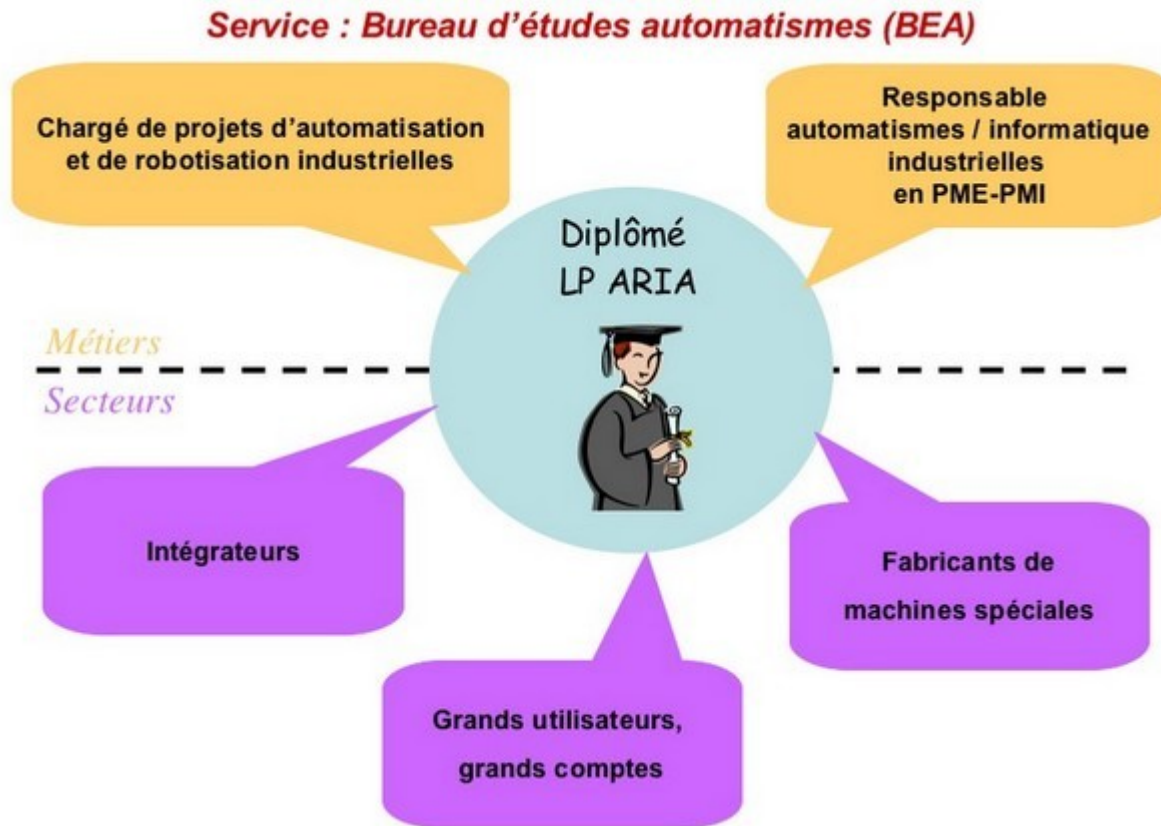 Service : Bureau d'études automatismes (BEA)
Chargé de projets d'automatisation
et de robotisation industrielles
Responsable
automatismes / informatique
industrielles
en PME-PMI
Diplômé
LP ARIA
Métiers
Secteurs
Intégrateurs
Fabricants de
machines spéciales
Grands utilisateurs,
grands comptes